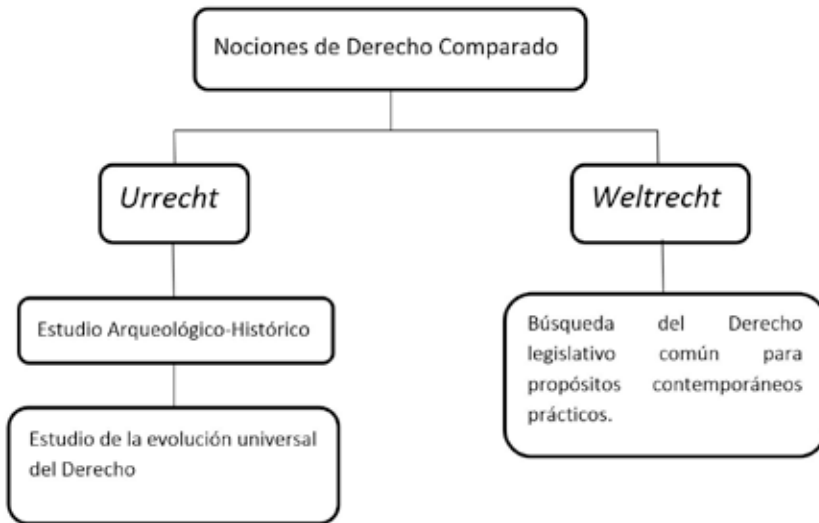 Nociones de Derecho Comparado
Urrecht
Weltrecht
Estudio Arqueológico-Histórico
Búsqueda del Derecho
legislativo común para
propósitos contemporáneos
prácticos.
Estudio de la evolución universal
del Derecho